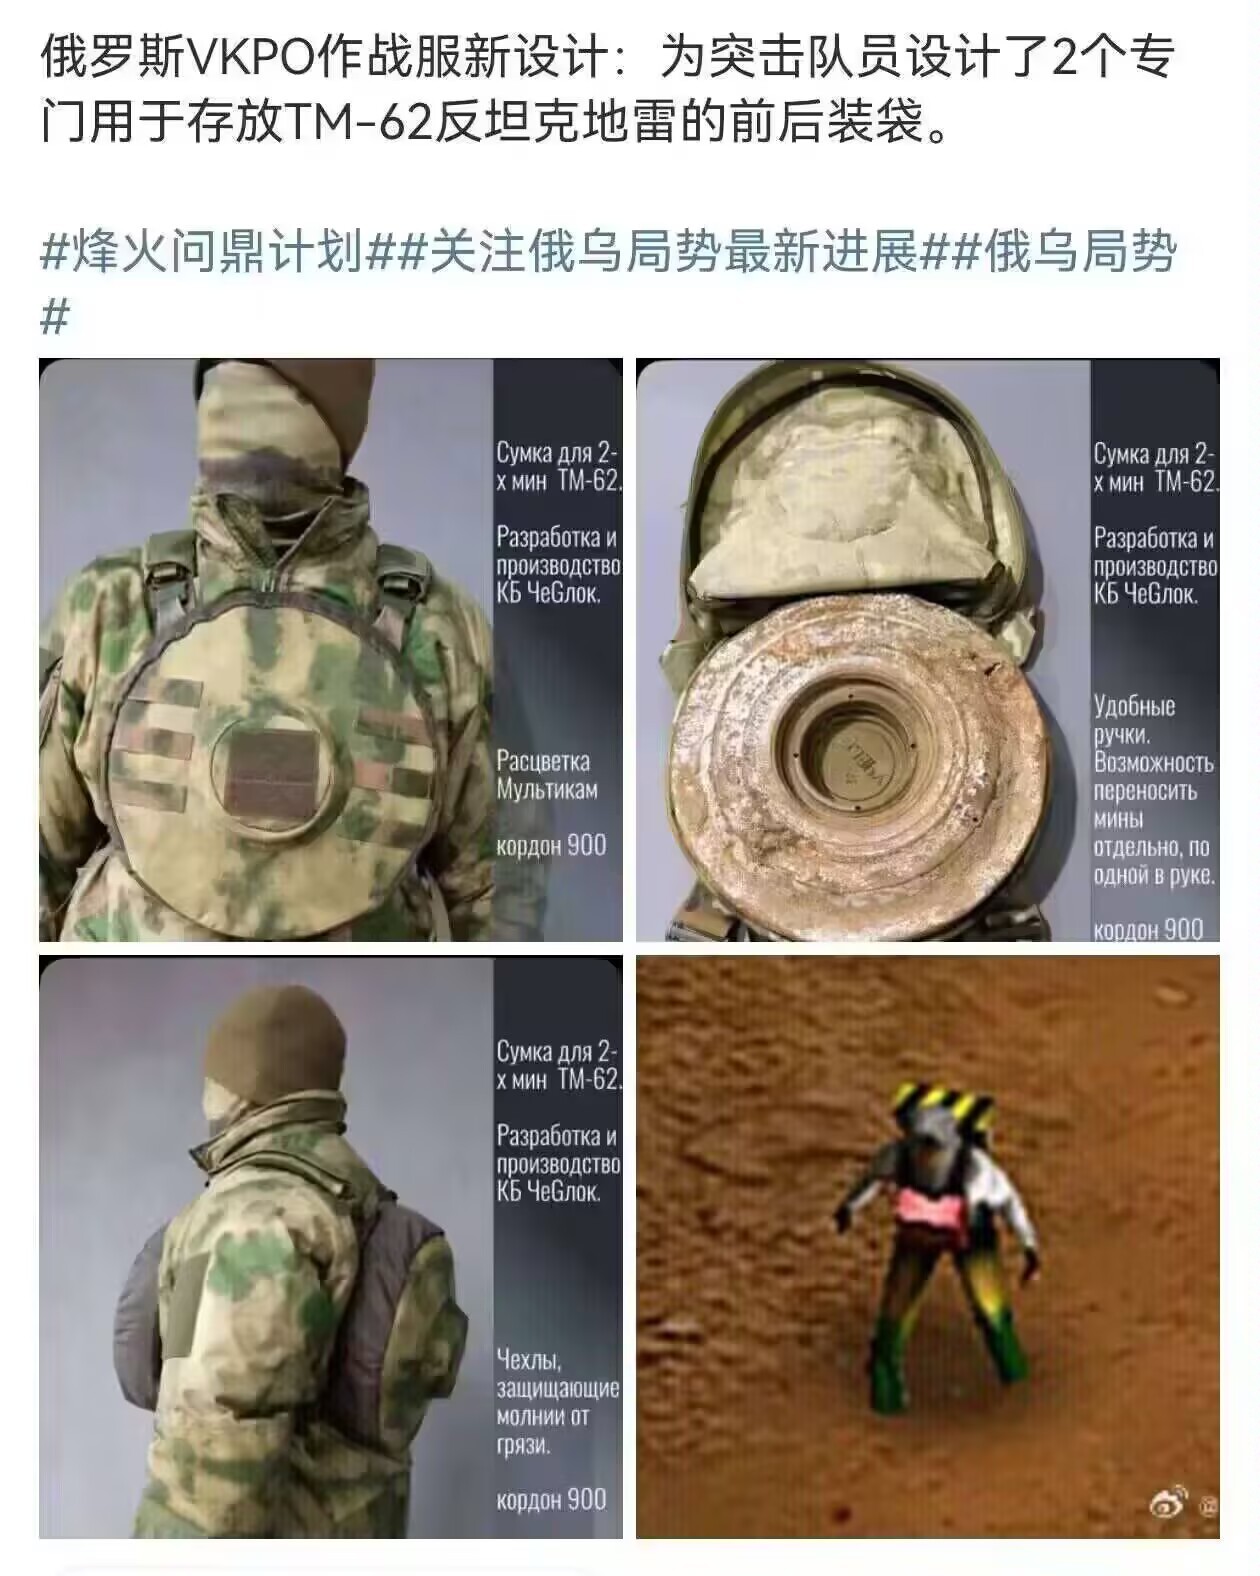 俄罗斯VKPO作战服新设计：为突击队员设计了2个专
门用于存放TM-62反坦克地雷的前后装袋。
#烽火问鼎计划##关注俄乌局势最新进展##俄乌局势
#
Сумка для 2-
х мин ТМ-62.
Разработка и
производство
КБ ЧеGлок.
Расцветка
Мультикам
кордон 900
Сумка для 2-
х мин ТМ-62.
Разработка и
производство
КБ ЧеGлок.
Удобные
ручки.
Возможность
переносить
мины
отдельно, по
одной в руке.
кордон 900
Сумка для 2-
х мин ТМ-62.
Разработка и
производство
КБ ЧеGлок.
Чехлы,
защищающие
молнии от
грязи.
кордон 900